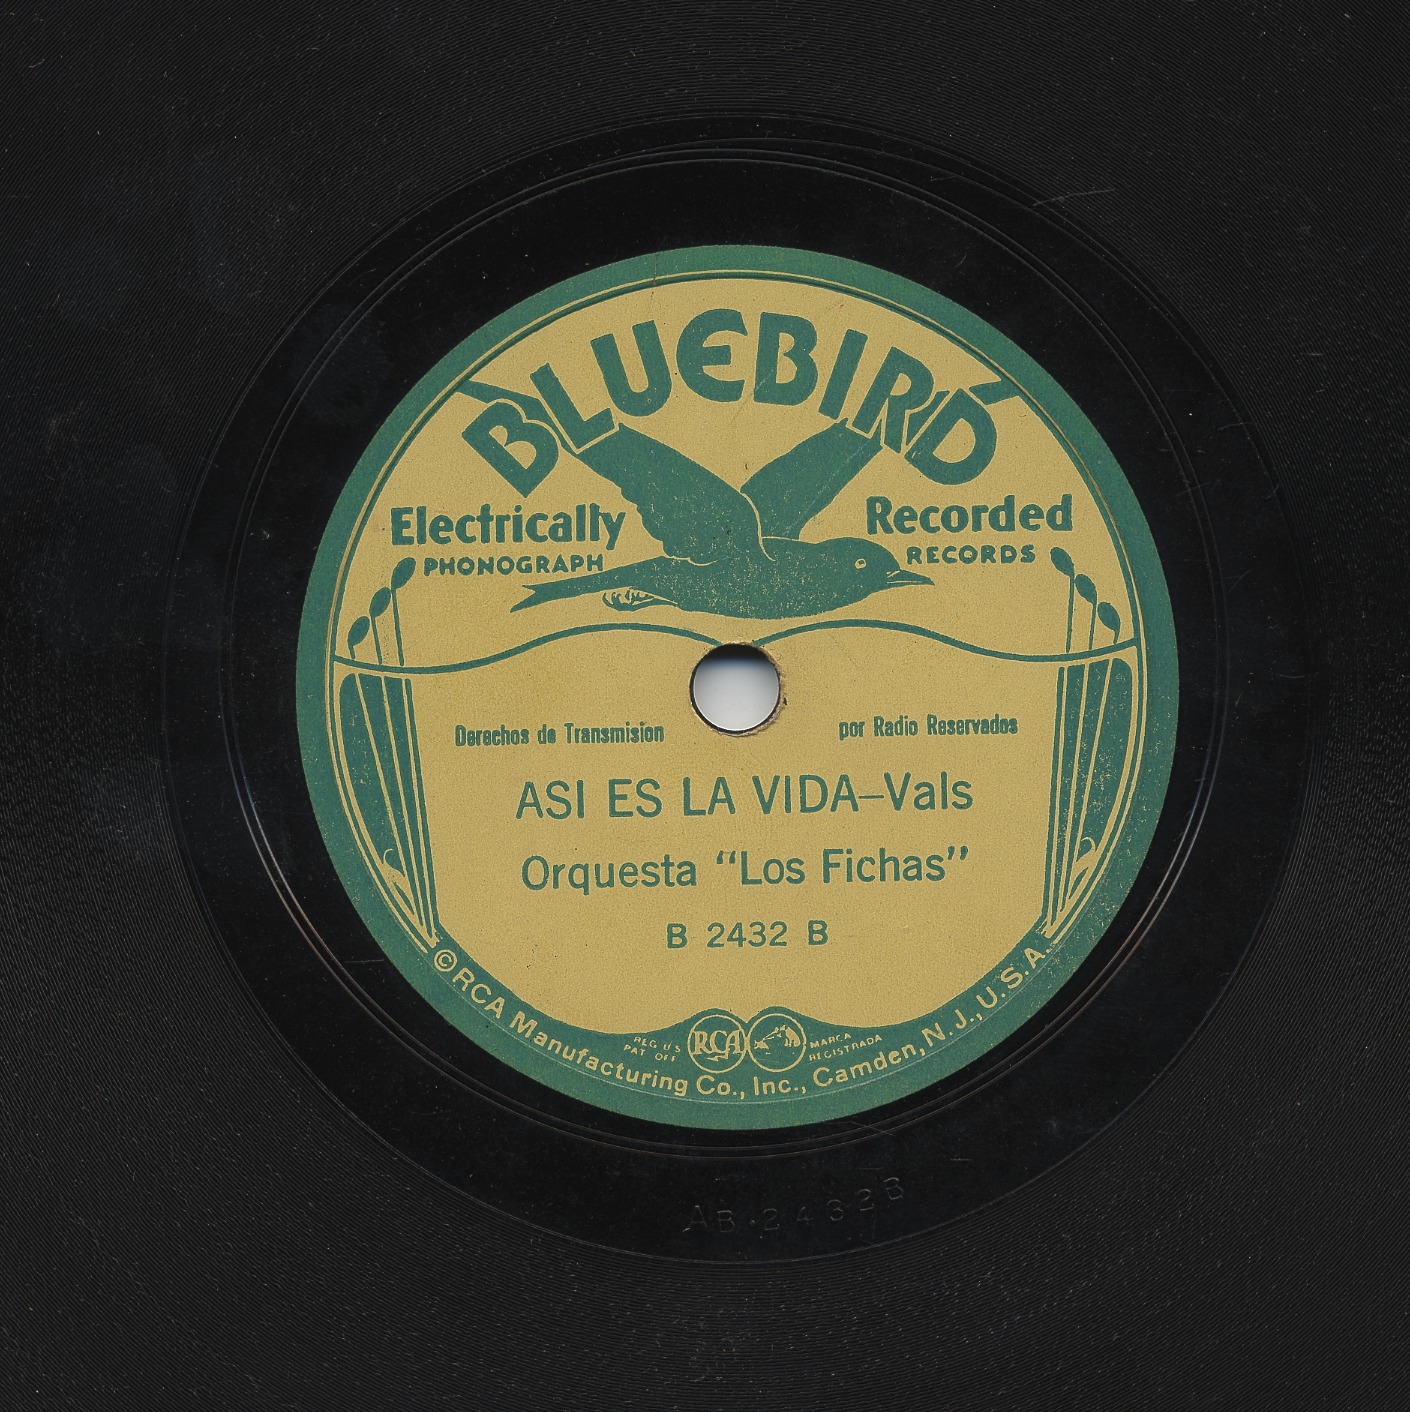 BLUEBIRD
Electrically Recorded
PHONOGRAPH RECORDS
Derechos de Transmision por Radio Reservados
ASI ES LA VIDA–Vals
Orquesta “Los Fichas”
B 2432 B
REG U S
PAT OFF
RCA
MARCA
REGISTRADA
©RCA Manufacturing Co., Inc., Camden, N. J., U.S.A.
AB·2432B